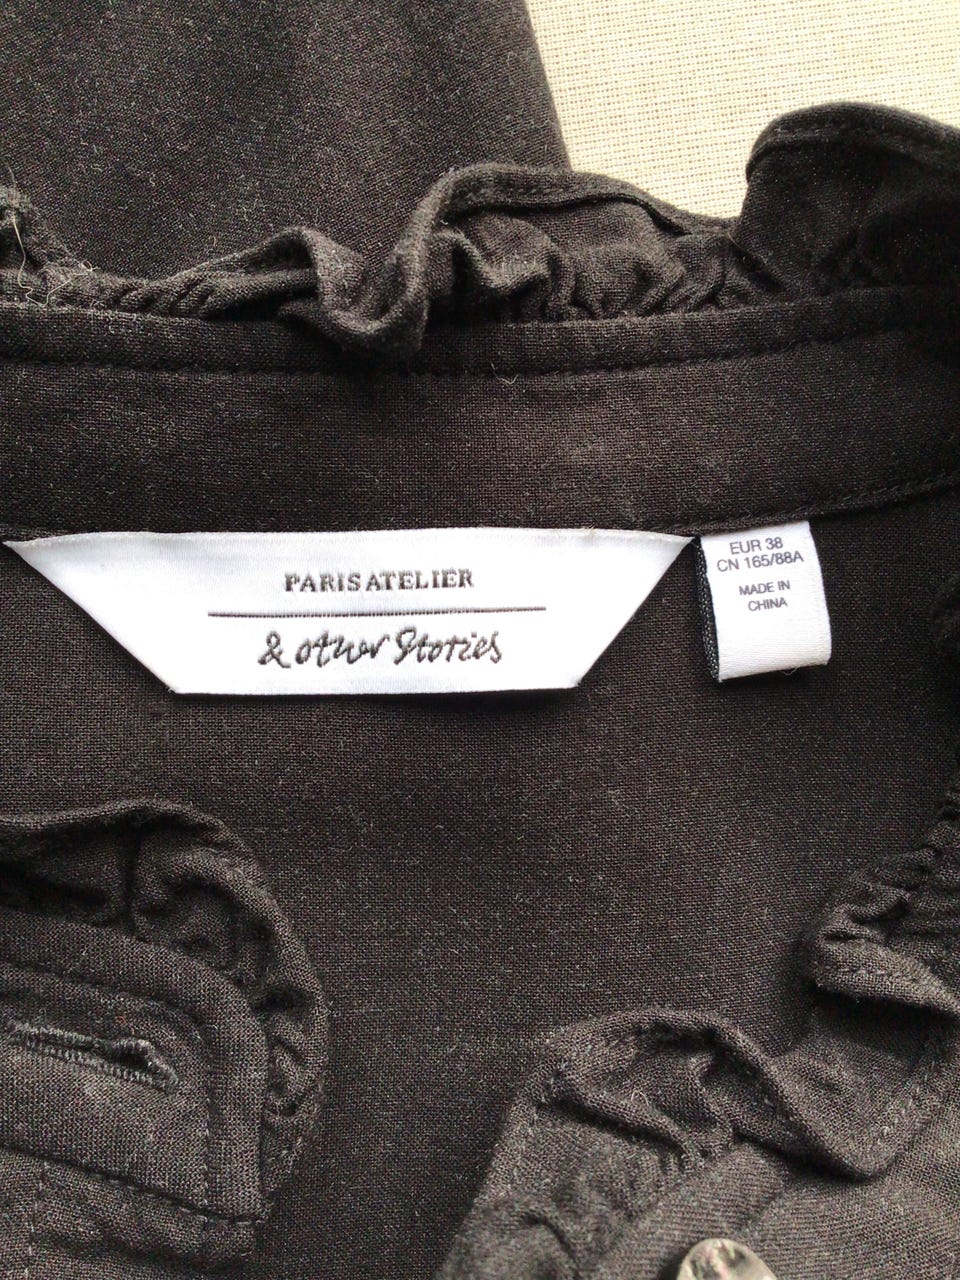 PARIS ATELIER
& other Stories
EUR 38
CN 165/88A
MADE IN
CHINA